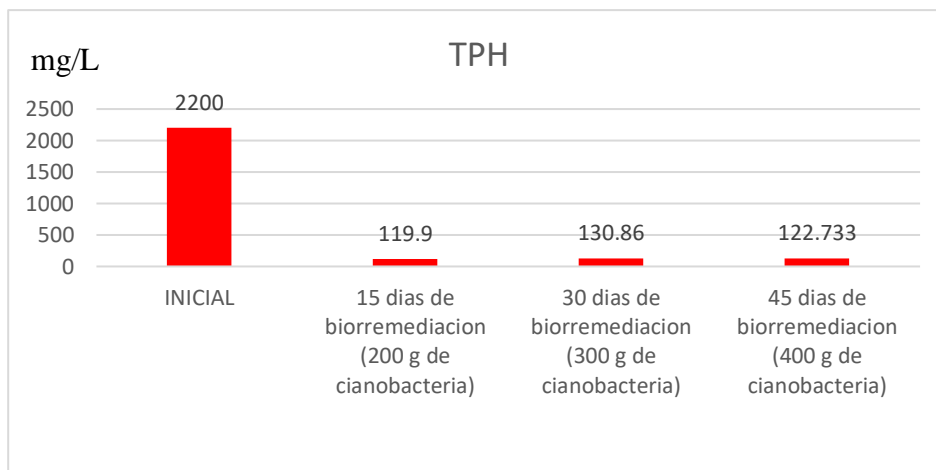 mg/L
TPH
2500
2000
1500
1000
500
0
2200
119.9
130.86
122.733
INICIAL
15 dias de
biorremediacion
(200 g de
cianobacteria)
30 dias de
biorremediacion
(300 g de
cianobacteria)
45 dias de
biorremediacion
(400 g de
cianobacteria)